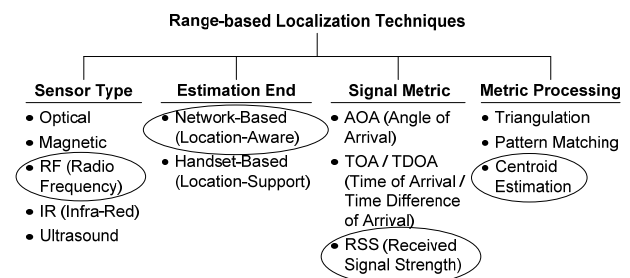 Range-based Localization Techniques
Sensor Type
• Optical
• Magnetic
• RF (Radio
Frequency)
• IR (Infra-Red)
• Ultrasound
Estimation End
• Network-Based
(Location-Aware)
• Handset-Based
(Location-Support)
Signal Metric
• AOA (Angle of
Arrival)
• TOA / TDOA
(Time of Arrival /
Time Difference
of Arrival)
• RSS (Received
Signal Strength)
Metric Processing
• Triangulation
• Pattern Matching
• Centroid
Estimation